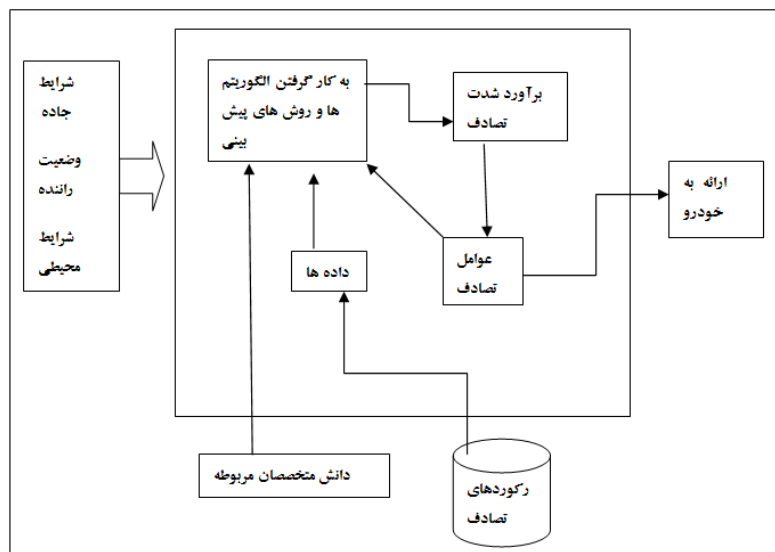 شرایط
جاده
وضعیت
راننده
شرایط
محیطی
به کار گرفتن الگوریتم
ها و روش های پیش
بینی
برآورد شدت
تصادف
ارائه به
خودرو
عوامل
تصادف
داده ها
دانش متخصصان مربوطه
رکوردهای
تصادف